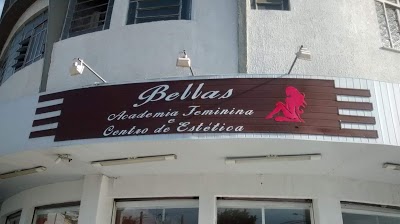 Bellas
Academia Feminina
e
Centro de Estética